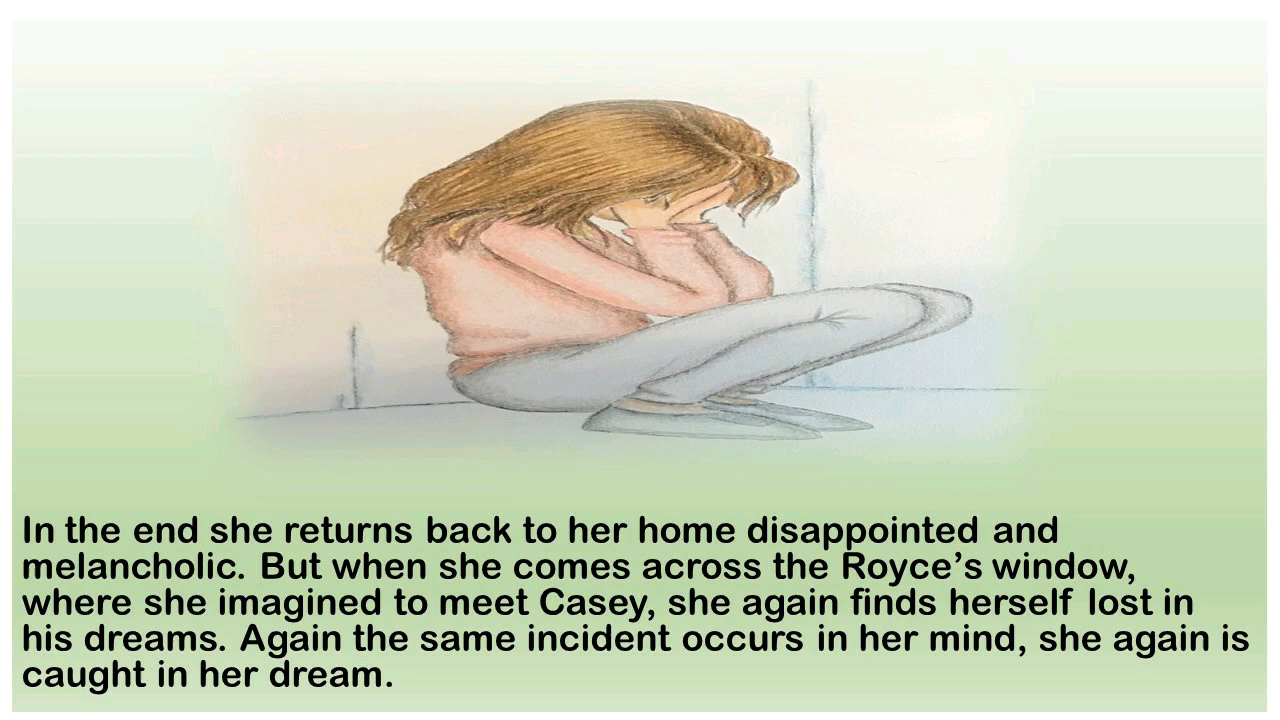 In the end she returns back to her home disappointed and
melancholic. But when she comes across the Royce’s window,
where she imagined to meet Casey, she again finds herself lost in
his dreams. Again the same incident occurs in her mind, she again is
caught in her dream.